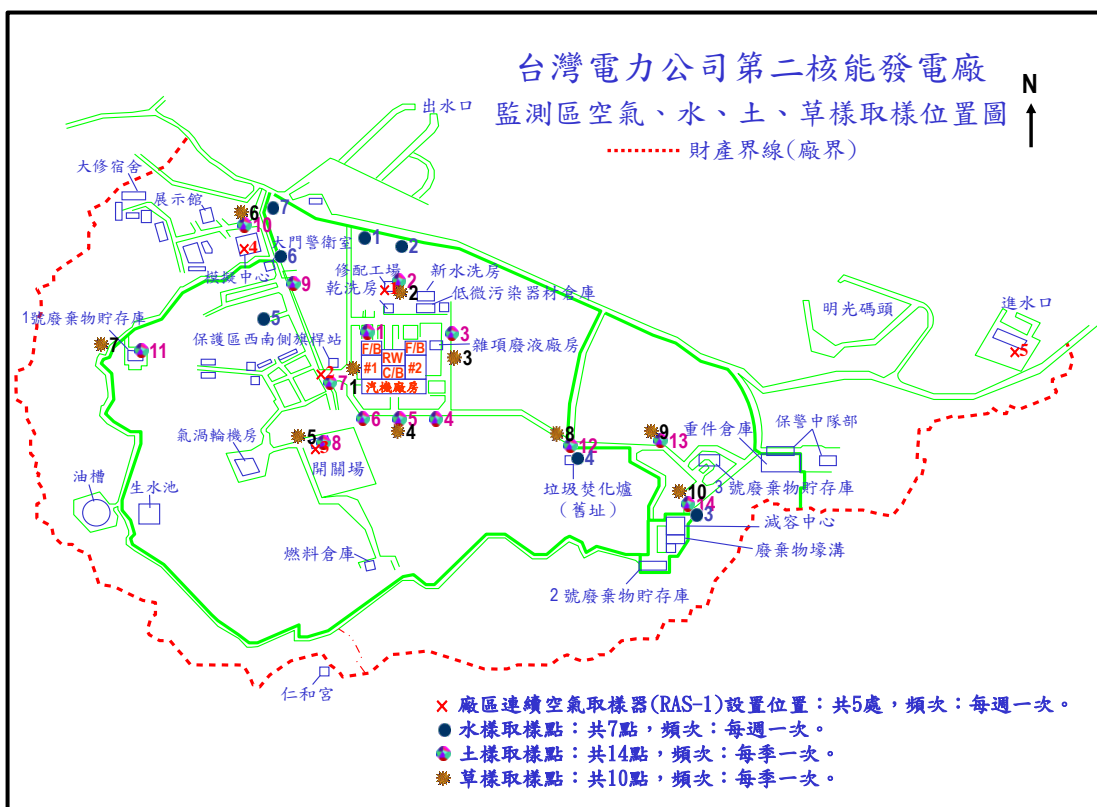 台灣電力公司第二核能發電廠
監測區空氣、水、土、草樣取樣位置圖
N
財產界線(廠界)
出水口
大修宿舍
展示館
6
7
10
4
大門警衛室
1
2
6
模擬中心
9
修配工場
2
新水洗房
乾洗房
2
低微污染器材倉庫
明光碼頭
進水口
5
1號廢棄物貯存庫
7
11
5
保護區西南側旗桿站
1
3
雜項廢液廠房
3
F/B
F/B
RW
#1
C/B
#2
汽機廠房
2
7
1
6
5
4
4
氣渦輪機房
5
8
3
開關場
8
12
4
9
13
重件倉庫
保警中隊部
油槽
生水池
垃圾焚化爐
(舊址)
10
3號廢棄物貯存庫
14
3
減容中心
廢棄物壕溝
燃料倉庫
2號廢棄物貯存庫
仁和宮
廠區連續空氣取樣器(RAS-1)設置位置：共5處，頻次：每週一次。
水樣取樣點：共7點，頻次：每週一次。
土樣取樣點：共14點，頻次：每季一次。
草樣取樣點：共10點，頻次：每季一次。